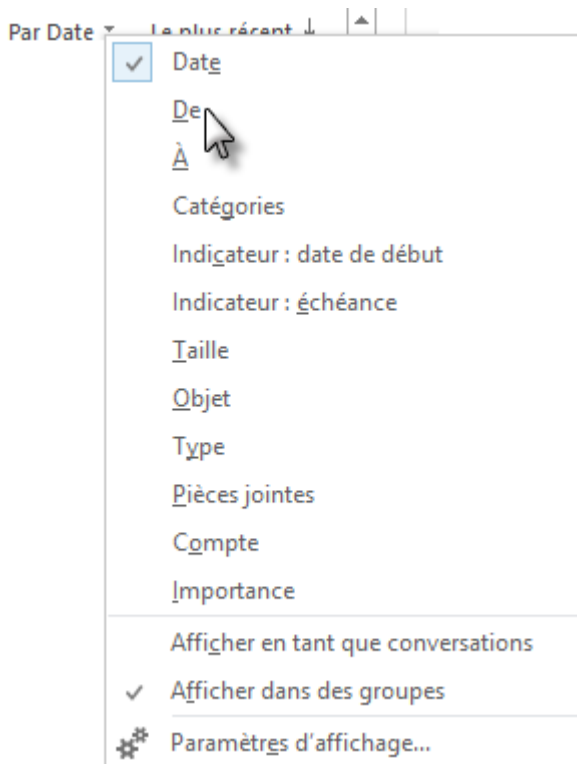 Par Date Le plus récent
Date
De
À
Catégories
Indicateur : date de début
Indicateur : échéance
Taille
Objet
Type
Pièces jointes
Compte
Importance
Afficher en tant que conversations
Afficher dans des groupes
Paramètres d'affichage...